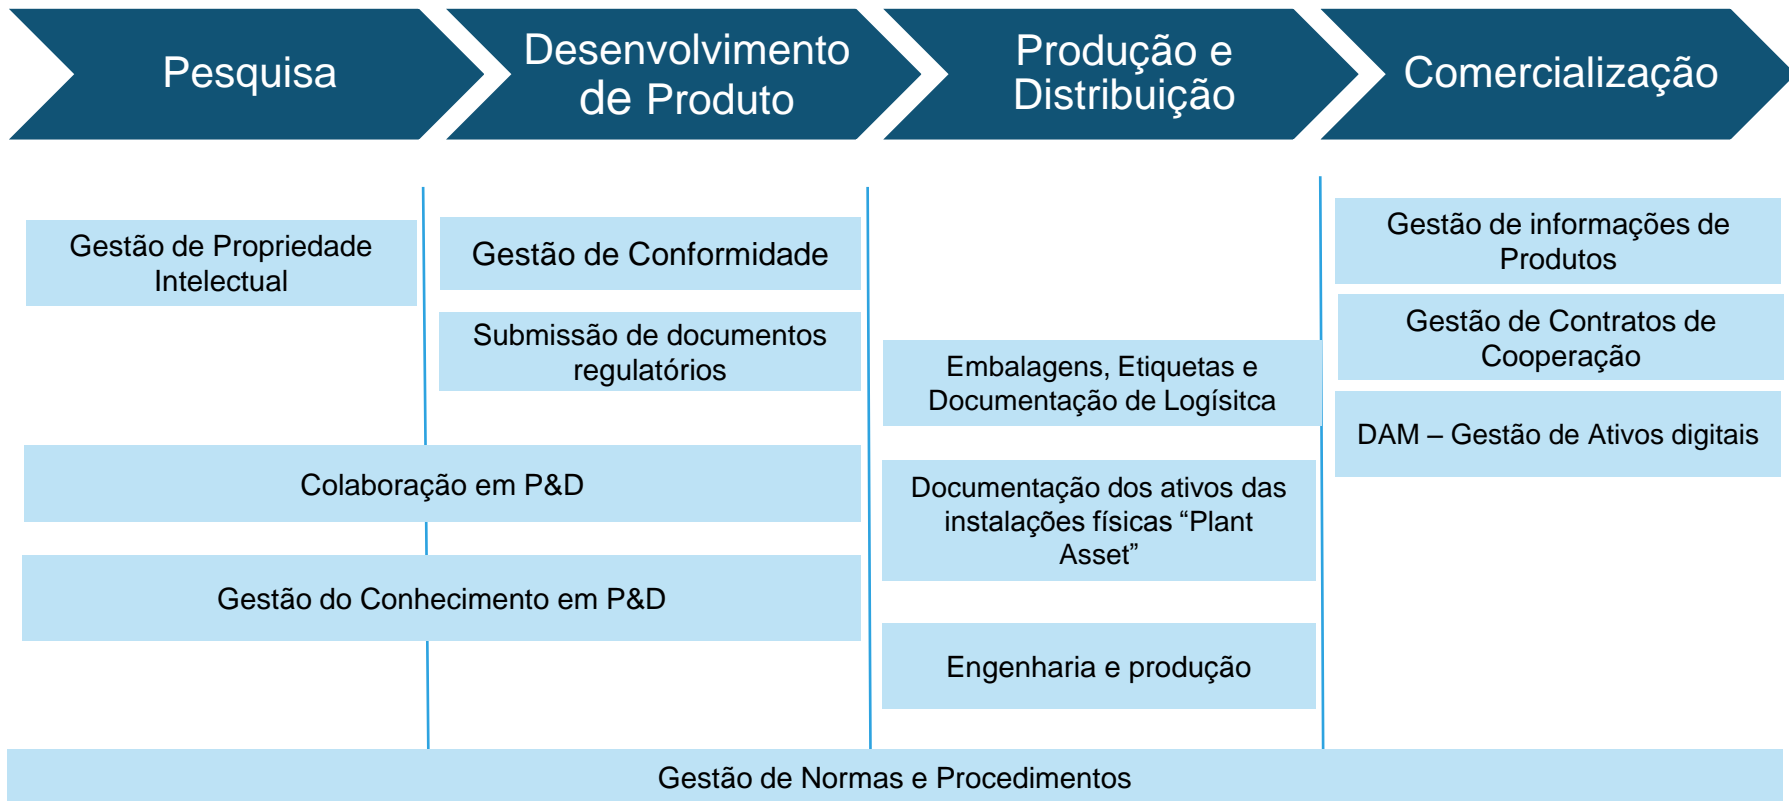 Pesquisa
Desenvolvimento
de Produto
Produção e
Distribuição
Comercialização
Gestão de Propriedade
Intelectual
Gestão de Conformidade
Submissão de documentos
regulatórios
Colaboração em P&D
Gestão do Conhecimento em P&D
Embalagens, Etiquetas e
Documentação de Logísitca
Documentação dos ativos das
instalações físicas “Plant
Asset”
Engenharia e produção
Gestão de informações de
Produtos
Gestão de Contratos de
Cooperação
DAM – Gestão de Ativos digitais
Gestão de Normas e Procedimentos